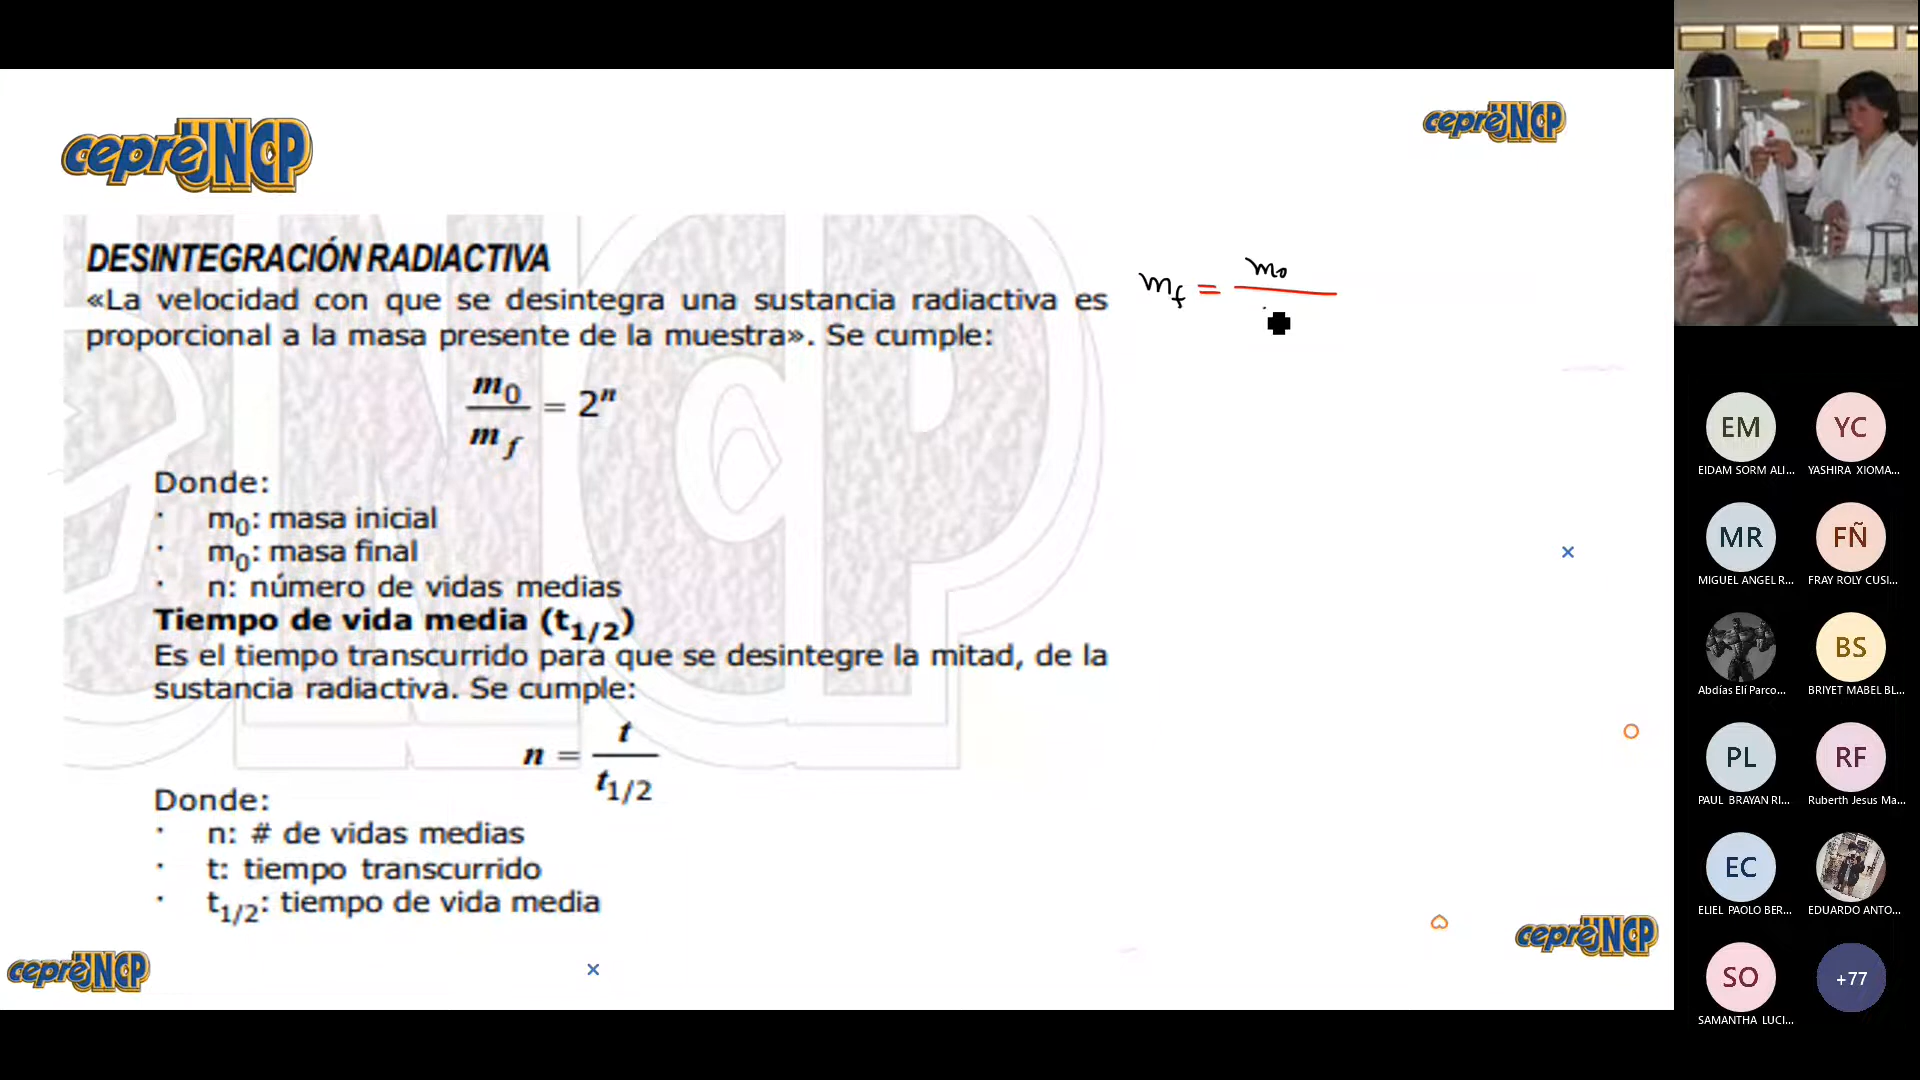 cepreUNCP
cepreUNCP
DESINTEGRACIÓN RADIACTIVA
«La velocidad con que se desintegra una sustancia radiactiva es
proporcional a la masa presente de la muestra». Se cumple:
m0 / mf = 2^n
Donde:
· m0: masa inicial
· m0: masa final
· n: número de vidas medias
Tiempo de vida media (t1/2)
Es el tiempo transcurrido para que se desintegre la mitad, de la
sustancia radiactiva. Se cumple:
n = t / t1/2
Donde:
· n: # de vidas medias
· t: tiempo transcurrido
· t1/2: tiempo de vida media
mf = m0
cepreUNCP
cepreUNCP
EM
EIDAM SORM ALI...
YC
YASHIRA XIOMA...
MR
MIGUEL ANGEL R...
FÑ
FRAY ROLY CUSI...
Abdías Elí Parco...
BS
BRIYET MABEL BL...
PL
PAUL BRAYAN RI...
RF
Ruberth Jesus Ma...
EC
ELIEL PAOLO BER...
EDUARDO ANTO...
SO
SAMANTHA LUCI...
+77